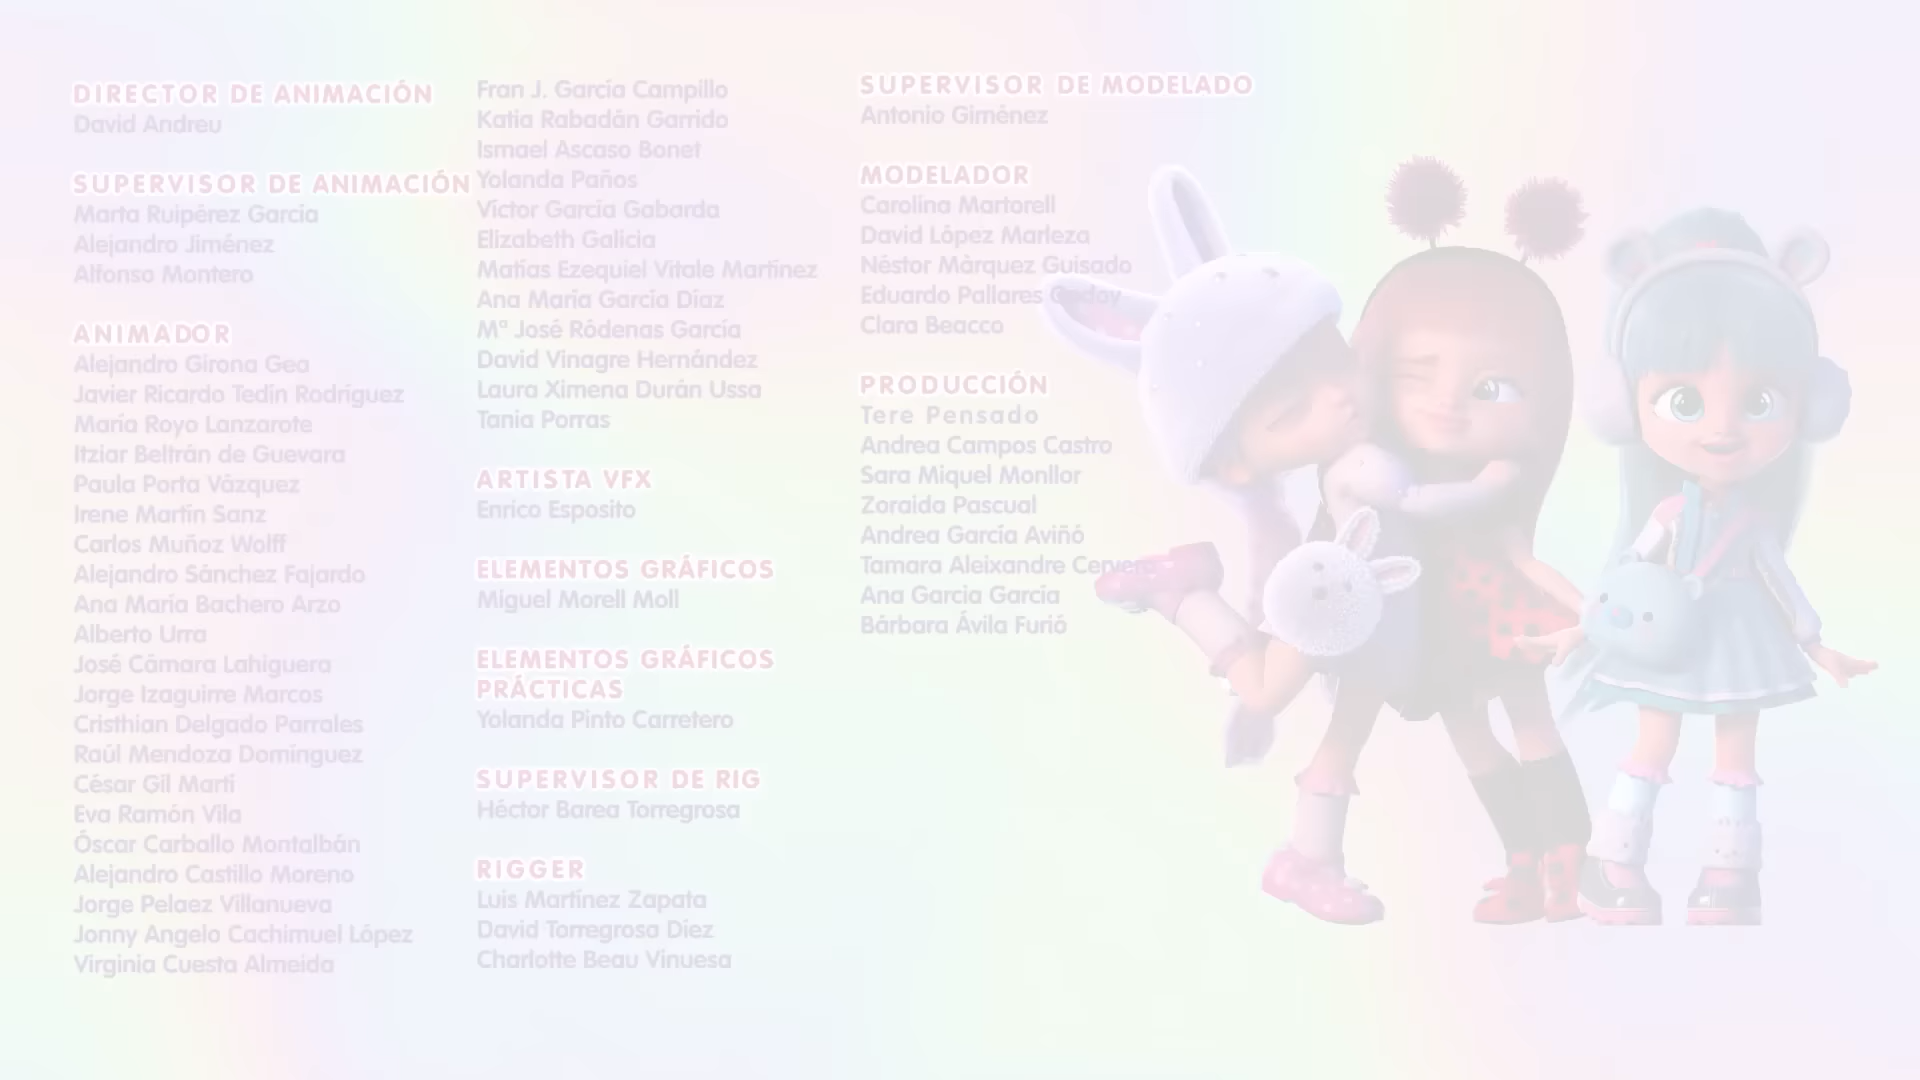 DIRECTOR DE ANIMACIÓN
David Andreu
SUPERVISOR DE ANIMACIÓN
Marta Ruipérez Garcia
Alejandro Jiménez
Alfonso Montero
ANIMADOR
Alejandro Girona Gea
Javier Ricardo Tedín Rodríguez
María Royo Lanzarote
Itziar Beltrán de Guevara
Paula Porta Vázquez
Irene Martín Sanz
Carlos Muñoz Wolff
Alejandro Sánchez Fajardo
Ana María Bachero Arzo
Alberto Urra
José Cámara Lahiguera
Jorge Izaguirre Marcos
Cristhian Delgado Parrales
Raúl Mendoza Domínguez
César Gil Martí
Eva Ramón Vila
Óscar Carballo Montalbán
Alejandro Castillo Moreno
Jorge Pelaez Villanueva
Jonny Angelo Cachimuel López
Virginia Cuesta Almeida
Fran J. García Campillo
Katia Rabadán Garrido
Ismael Ascaso Bonet
Yolanda Paños
Víctor García Gabarda
Elizabeth Galicia
Matías Ezequiel Vitale Martínez
Ana María García Díaz
Mª José Ródenas García
David Vinagre Hernández
Laura Ximena Durán Ussa
Tania Porras
ARTISTA VFX
Enrico Esposito
ELEMENTOS GRÁFICOS
Miguel Morell Moll
ELEMENTOS GRÁFICOS
PRÁCTICAS
Yolanda Pinto Carretero
SUPERVISOR DE RIG
Héctor Barea Torregrosa
RIGGER
Luis Martínez Zapata
David Torregrosa Diez
Charlotte Beau Vinuesa
SUPERVISOR DE MODELADO
Antonio Giménez
MODELADOR
Carolina Martorell
David López Marleza
Néstor Márquez Guisado
Eduardo Pallares Godoy
Clara Beacco
PRODUCCIÓN
Tere Pensado
Andrea Campos Castro
Sara Miquel Monllor
Zoraida Pascual
Andrea García Aviñó
Tamara Aleixandre Cervera
Ana Garcia Garcia
Bárbara Ávila Furió